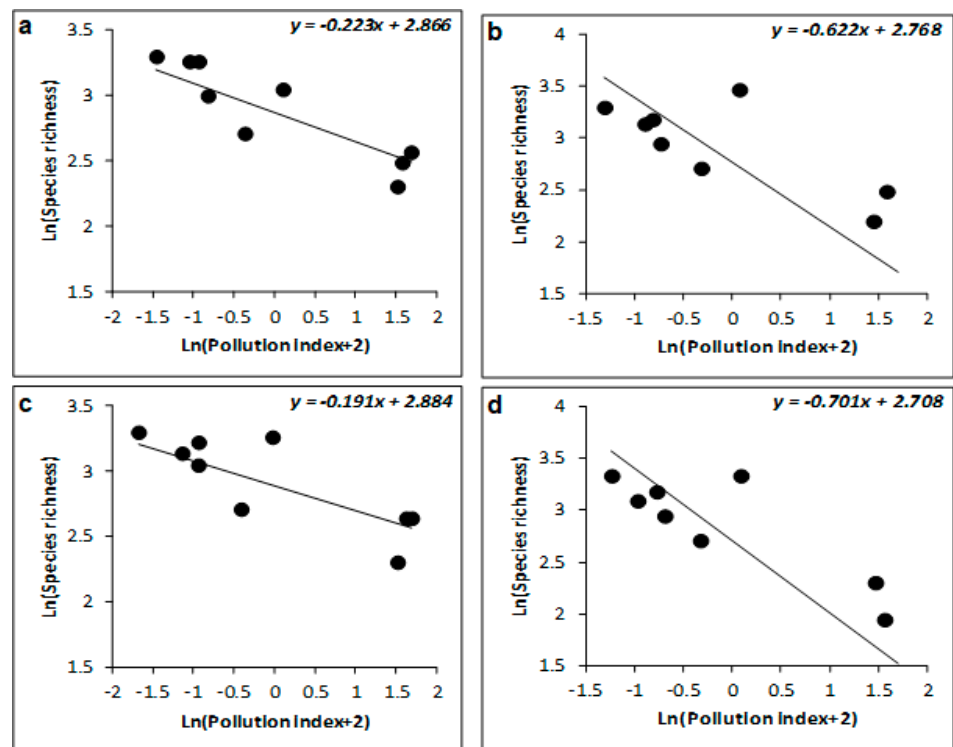 a
y = -0.223x + 2.866
3.5
3
2.5
2
1.5
Ln(Species richness)
-2 -1.5 -1 -0.5 0 0.5 1 1.5 2
Ln(Pollution index+2)
b
y = -0.622x + 2.768
4
3.5
3
2.5
2
1.5
Ln(Species richness)
-1.5 -1 -0.5 0 0.5 1 1.5 2
Ln(Pollution index+2)
c
y = -0.191x + 2.884
3.5
3
2.5
2
1.5
Ln(Species richness)
-2 -1.5 -1 -0.5 0 0.5 1 1.5 2
Ln(Pollution index+2)
d
y = -0.701x + 2.708
4
3.5
3
2.5
2
1.5
Ln(Species richness)
-1.5 -1 -0.5 0 0.5 1 1.5 2
Ln(Pollution index+2)